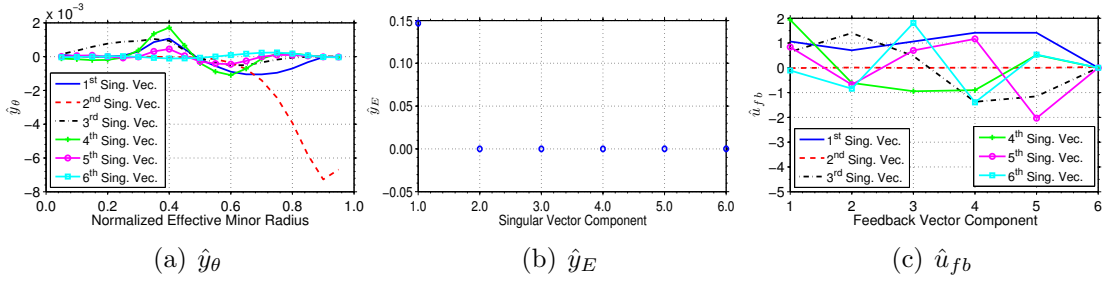 x 10⁻³
2
0
−2
−4
−6
−8
0.0 0.2 0.4 0.6 0.8 1.0
ŷ_θ
Normalized Effective Minor Radius
1st Sing. Vec.
2nd Sing. Vec.
3rd Sing. Vec.
4th Sing. Vec.
5th Sing. Vec.
6th Sing. Vec.
(a) ŷ_θ
0.15
0.10
0.05
0.00
−0.05
1.0 2.0 3.0 4.0 5.0 6.0
ŷ_E
Singular Vector Component
(b) ŷ_E
2
1
0
−1
−2
−3
−4
−5
1 2 3 4 5 6
û_fb
Feedback Vector Component
1st Sing. Vec.
2nd Sing. Vec.
3rd Sing. Vec.
4th Sing. Vec.
5th Sing. Vec.
6th Sing. Vec.
(c) û_fb